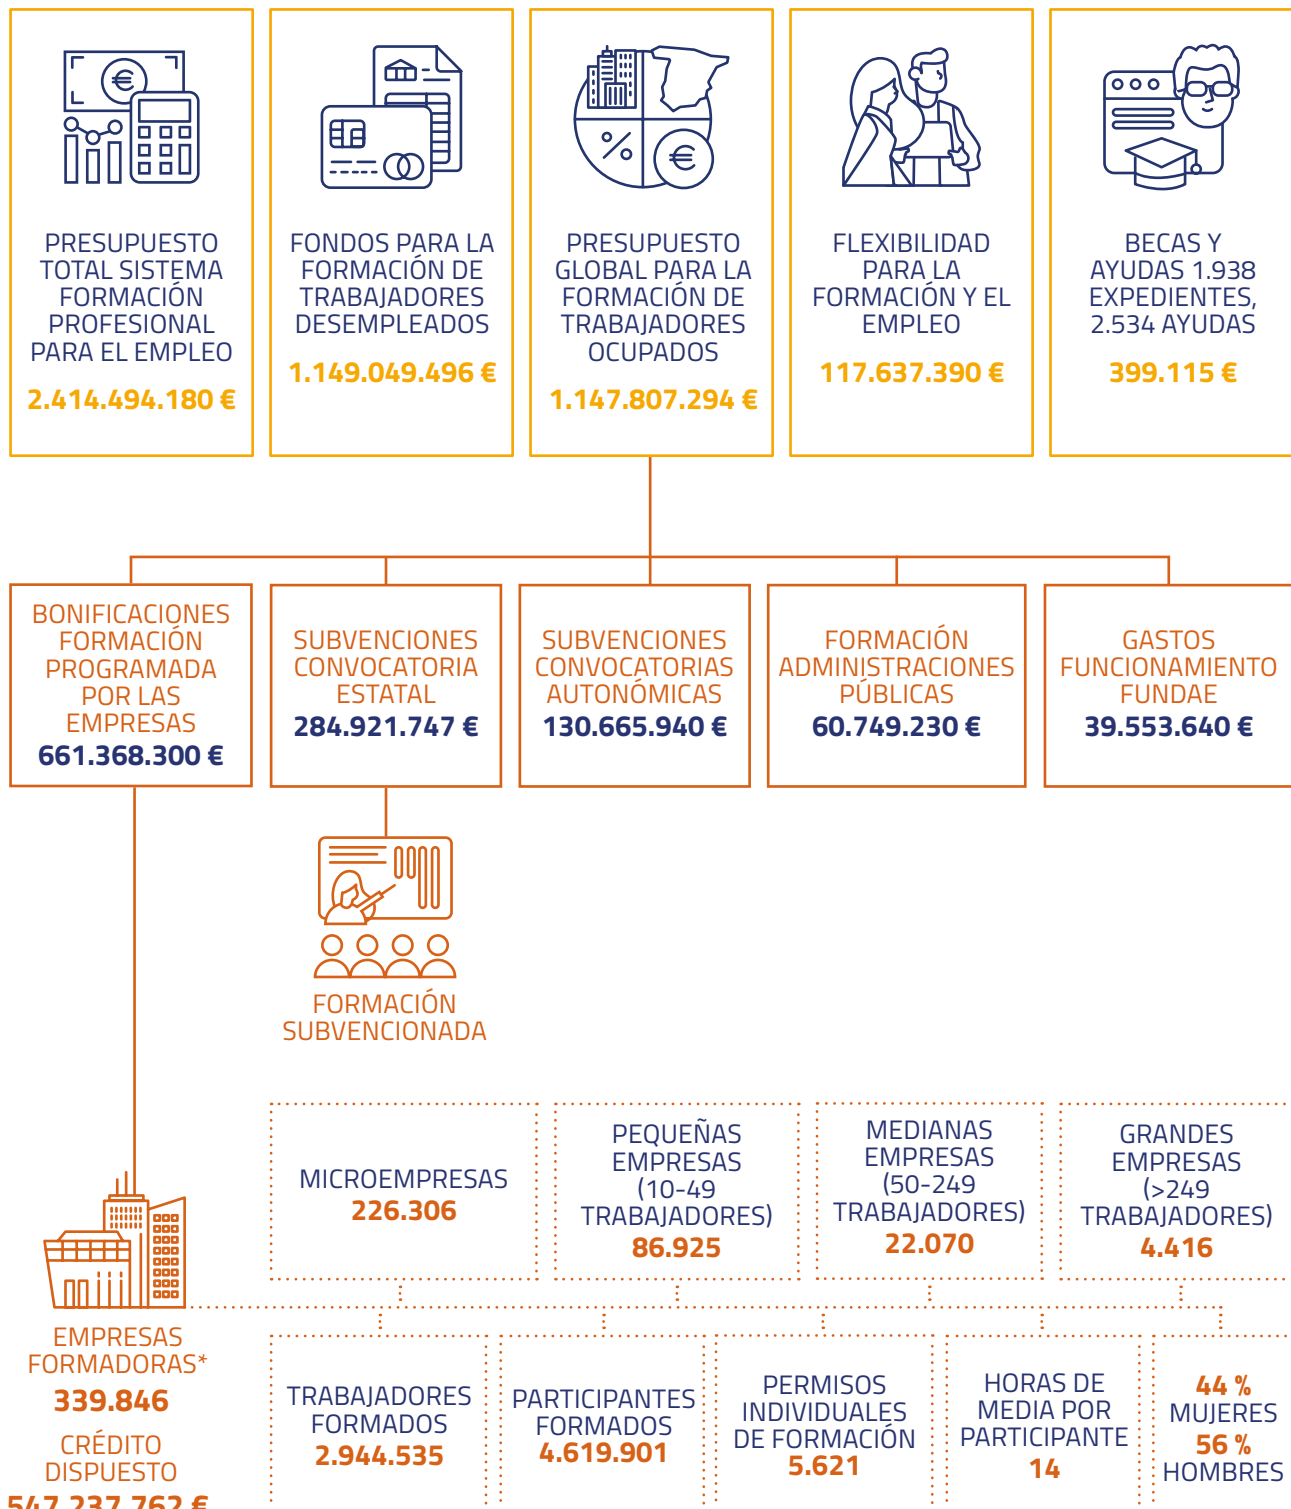 PRESUPUESTO
TOTAL SISTEMA
FORMACIÓN
PROFESIONAL
PARA EL EMPLEO
2.414.494.180 €
FONDOS PARA LA
FORMACIÓN DE
TRABAJADORES
DESEMPLEADOS
1.149.049.496 €
PRESUPUESTO
GLOBAL PARA LA
FORMACIÓN DE
TRABAJADORES
OCUPADOS
1.147.807.294 €
FLEXIBILIDAD
PARA LA
FORMACIÓN Y EL
EMPLEO
117.637.390 €
BECAS Y
AYUDAS 1.938
EXPEDIENTES,
2.534 AYUDAS
399.115 €
BONIFICACIONES
FORMACIÓN
PROGRAMADA
POR LAS
EMPRESAS
661.368.300 €
SUBVENCIONES
CONVOCATORIA
ESTATAL
284.921.747 €
SUBVENCIONES
CONVOCATORIAS
AUTONÓMICAS
130.665.940 €
FORMACIÓN
ADMINISTRACIONES
PÚBLICAS
60.749.230 €
GASTOS
FUNCIONAMIENTO
FUNDAE
39.553.640 €
FORMACIÓN
SUBVENCIONADA
MICROEMPRESAS
226.306
PEQUEÑAS
EMPRESAS
(10-49
TRABAJADORES)
86.925
MEDIANAS
EMPRESAS
(50-249
TRABAJADORES)
22.070
GRANDES
EMPRESAS
(>249
TRABAJADORES)
4.416
EMPRESAS
FORMADORAS*
339.846
CRÉDITO
DISPUESTO
547.237.762 €
TRABAJADORES
FORMADOS
2.944.535
PARTICIPANTES
FORMADOS
4.619.901
PERMISOS
INDIVIDUALES
DE FORMACIÓN
5.621
HORAS DE
MEDIA POR
PARTICIPANTE
14
44 %
MUJERES
56 %
HOMBRES